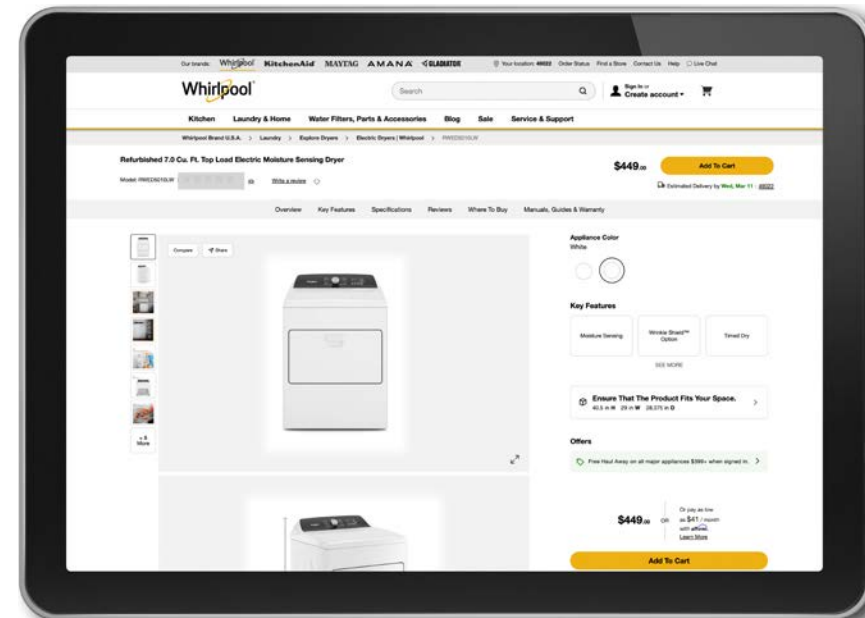 Our brands: Whirlpool KitchenAid MAYTAG AMANA GLADIATOR Your location: 49022 Order Status Find a Store Contact Us Help Live Chat
Whirlpool Search Sign In or
Create account
Kitchen Laundry & Home Water Filters, Parts & Accessories Blog Sale Service & Support
Whirlpool Brand U.S.A. > Laundry > Explore Dryers > Electric Dryers | Whirlpool >
Refurbished 7.0 Cu. Ft. Top Load Electric Moisture Sensing Dryer
$449.00 Add To Cart
Model: Write a review
Estimated Delivery by Wed, Mar 11 - 49022
Overview Key Features Specifications Reviews Where To Buy Manuals, Guides & Warranty
Compare Share
Appliance Color
White
Key Features
Moisture Sensing
Wrinkle Shield™
Option
Timed Dry
SEE MORE
Ensure That The Product Fits Your Space.
40.5 in H 29 in W 28.375 in D
+ 8
More
Offers
Free Haul Away on all major appliances $399+ when signed in.
$449.00 OR
Or pay as low
as $41 / month
with affirm.
Learn More
Add To Cart